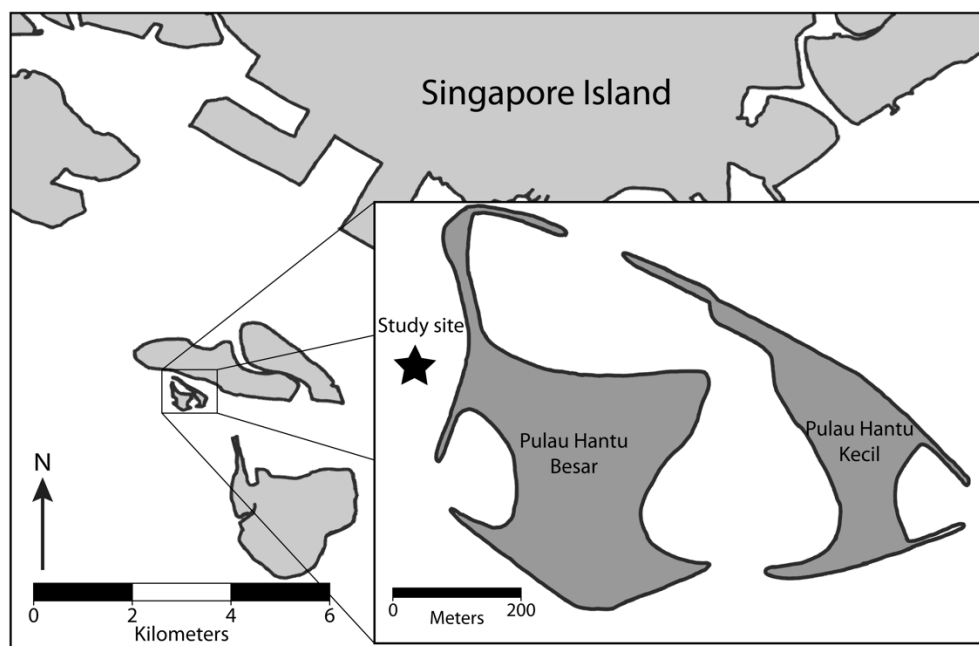 Singapore Island
Study site
Pulau Hantu
Besar
Pulau Hantu
Kecil
N
0 2 4 6
Kilometers
0 200
Meters